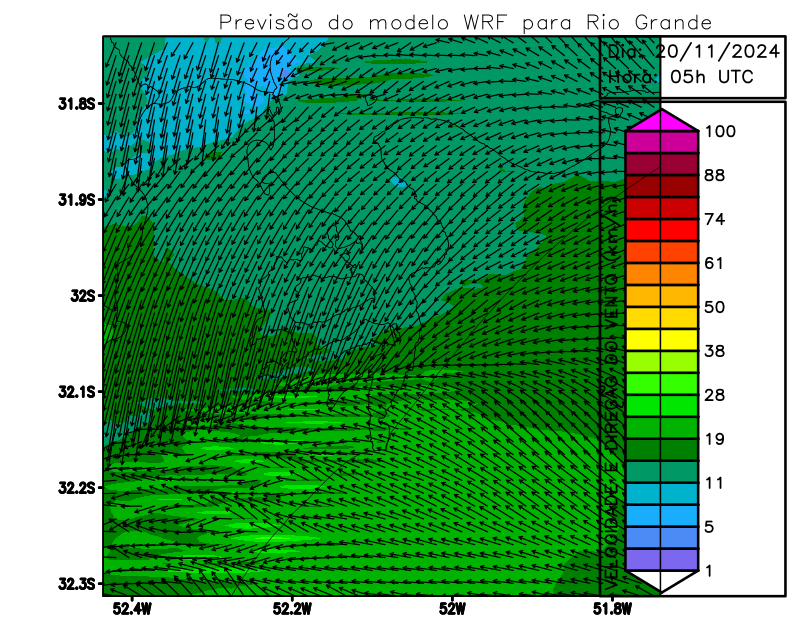 Previsão do modelo WRF para Rio Grande
Dia: 20/11/2024
Hora: 05h UTC
31.8S
31.9S
32S
32.1S
32.2S
32.3S
52.4W
52.2W
52W
51.8W
VELOCIDADE E DIREÇÃO DO VENTO (km/h)
100
88
74
61
50
38
28
19
11
5
1